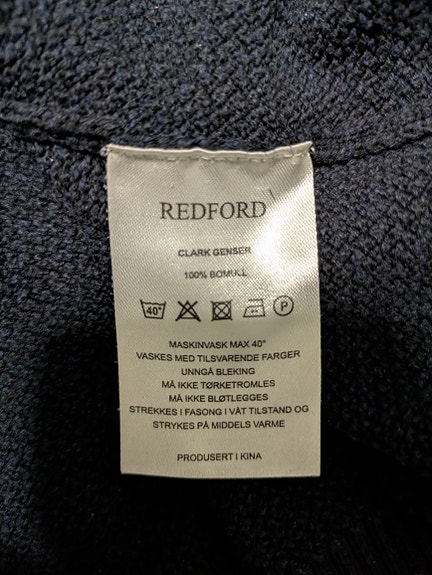 REDFORD
CLARK GENSER
100% BOMULL
40° P
MASKINVASK MAX 40°
VASKES MED TILSVARENDE FARGER
UNNGÅ BLEKING
MÅ IKKE TØRKETROMLES
MÅ IKKE BLØTLEGGES
STREKKES I FASONG I VÅT TILSTAND OG
STRYKES PÅ MIDDELS VARME
PRODUSERT I KINA